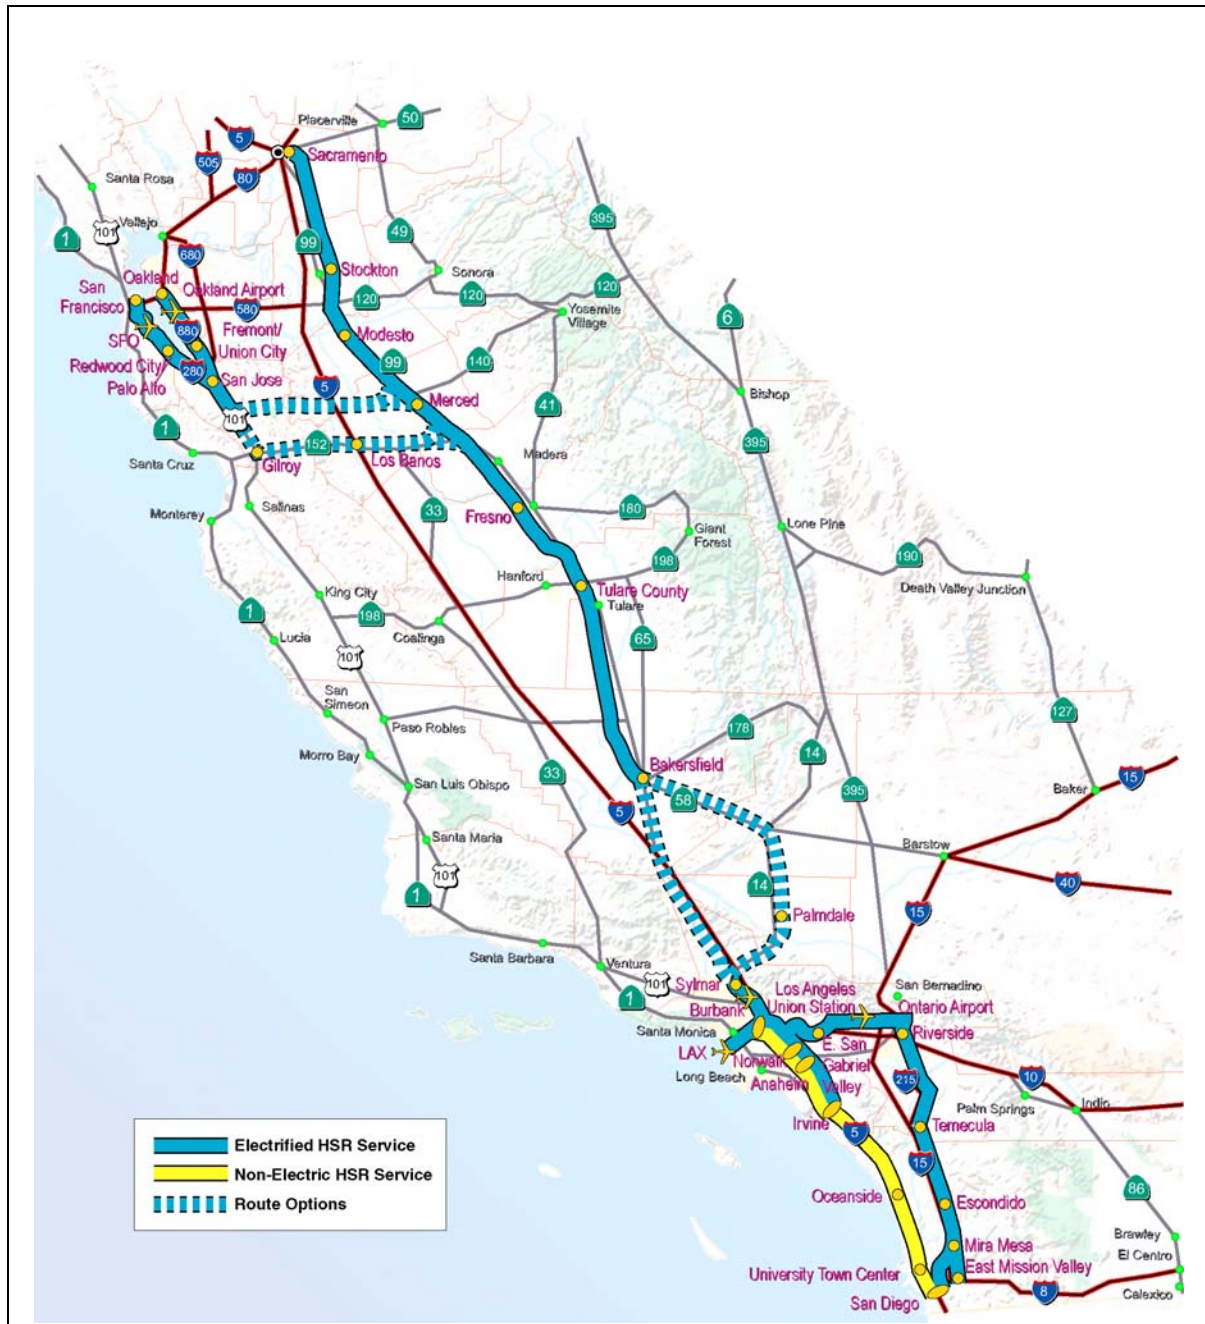 Placerville
50
5
Sacramento
505
80
Santa Rosa
395
1
101
Vallejo
49
99
680
Stockton
Sonora
Oakland
Oakland Airport
San
Francisco
580
120
120
120
6
Yosemite
Village
SFO
880
Fremont/
Union City
Modesto
99
140
Redwood City/
Palo Alto
280
San Jose
5
Merced
Bishop
41
101
1
395
152
Santa Cruz
Gilroy
Los Banos
Madera
Salinas
Monterey
33
Fresno
180
Lone Pine
Giant
Forest
190
198
Hanford
Tulare County
Death Valley Junction
King City
Tulare
1
198
Coalinga
65
Lucia
101
San
Simeon
127
Paso Robles
178
14
Morro Bay
Bakersfield
15
San Luis Obispo
33
58
395
Baker
5
Santa Maria
Barstow
101
14
40
1
15
Palmdale
Santa Barbara
Ventura
101
Sylmar
Los Angeles
Union Station
San Bernadino
1
Burbank
Ontario Airport
Santa Monica
E. San
Gabriel
Valley
Riverside
LAX
Norwalk
Long Beach
Anaheim
215
10
Palm Springs
Indio
Irvine
5
Temecula
15
86
Oceanside
Escondido
Brawley
Mira Mesa
El Centro
University Town Center
East Mission Valley
San Diego
8
Calexico
Electrified HSR Service
Non-Electric HSR Service
Route Options